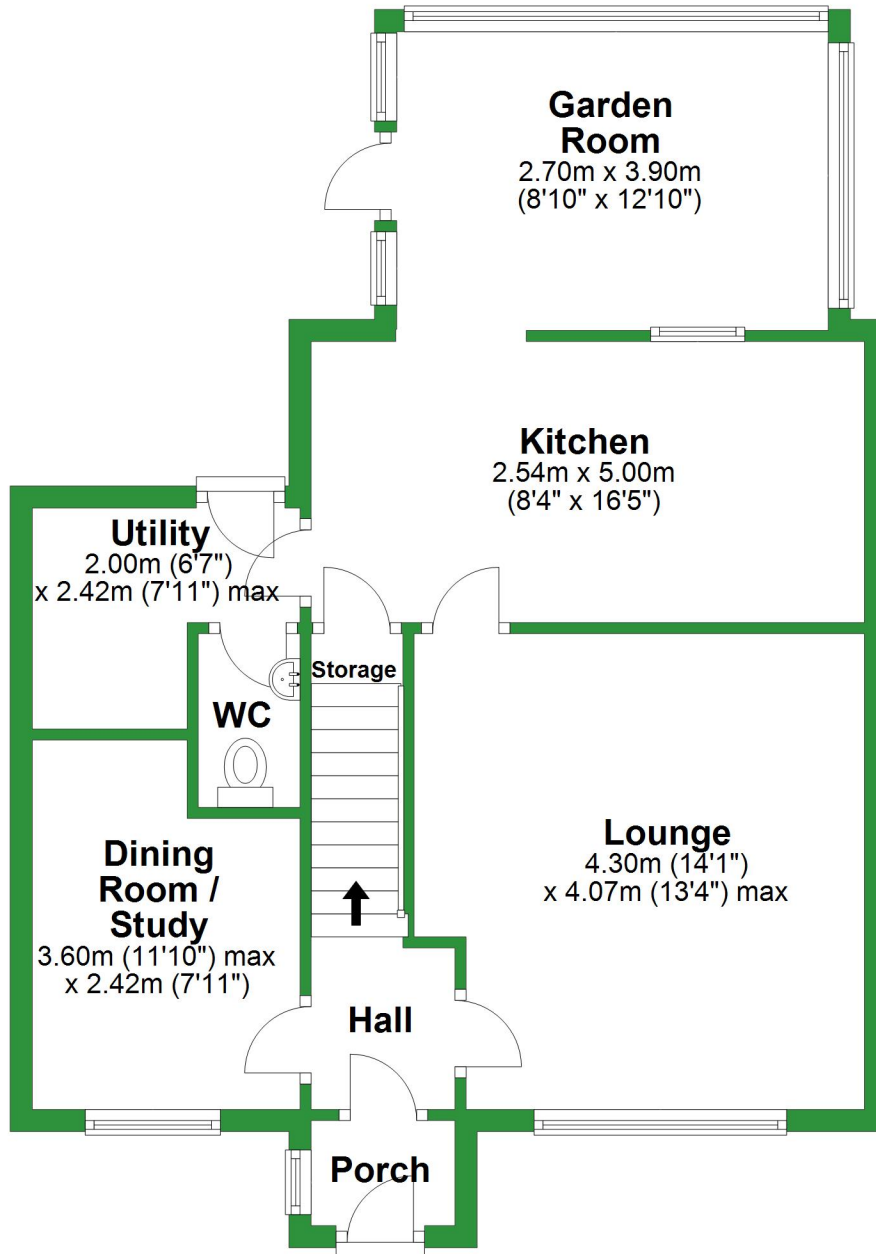 Garden
Room
2.70m x 3.90m
(8'10" x 12'10")
Kitchen
2.54m x 5.00m
(8'4" x 16'5")
Utility
2.00m (6'7")
x 2.42m (7'11") max
Storage
WC
Lounge
4.30m (14'1")
x 4.07m (13'4") max
Dining
Room /
Study
3.60m (11'10") max
x 2.42m (7'11")
Hall
Porch